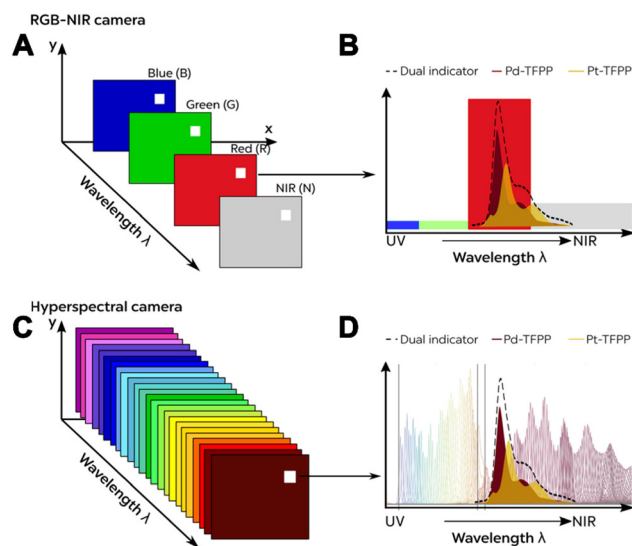 RGB-NIR camera
A
y
Blue (B)
Green (G)
x
Red (R)
NIR (N)
Wavelength λ
B
Dual indicator Pd-TFPP Pt-TFPP
UV NIR
Wavelength λ
Hyperspectral camera
C
y
Wavelength λ
D
Dual indicator Pd-TFPP Pt-TFPP
UV NIR
Wavelength λ